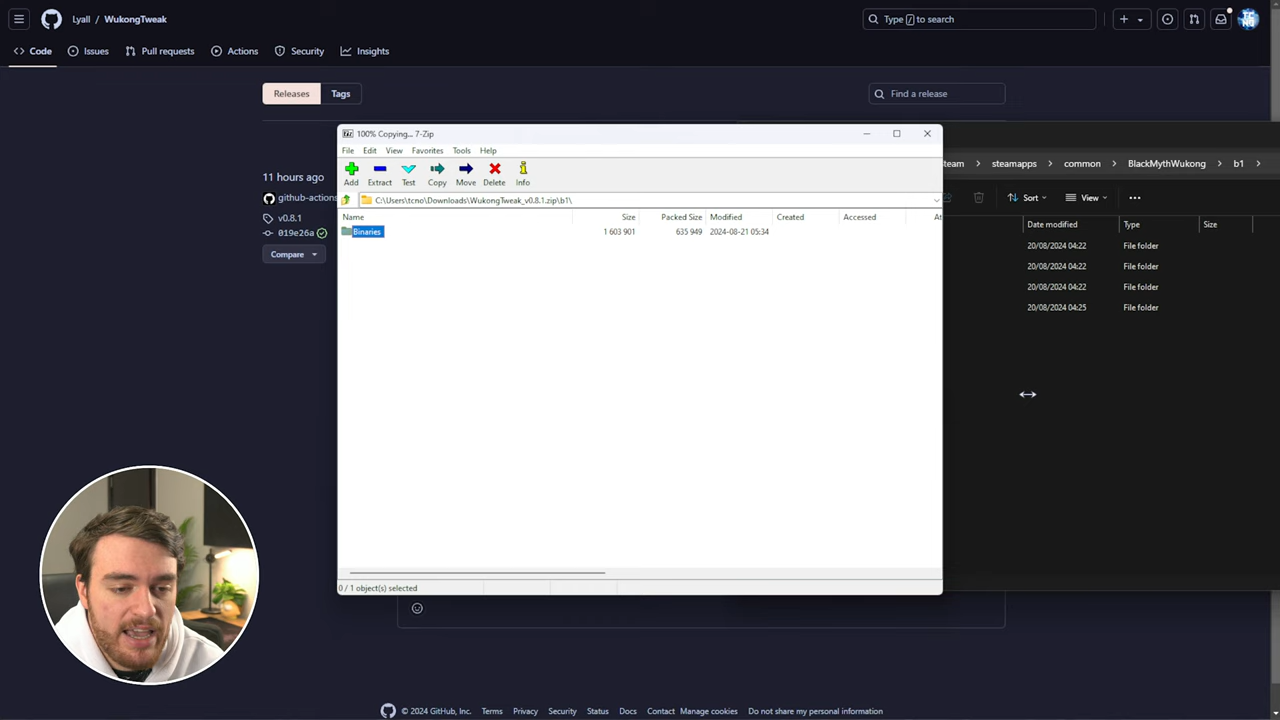 Lyall / WukongTweak
Type / to search
Code Issues Pull requests Actions Security Insights
Releases Tags
Find a release
11 hours ago
github-actions
v0.8.1
019e26a
Compare
100% Copying... 7-Zip
File Edit View Favorites Tools Help
Add Extract Test Copy Move Delete Info
C:\Users\tcno\Downloads\WukongTweak_v0.8.1.zip\b1\
Name Size Packed Size Modified Created Accessed
Binaries 1 603 901 635 949 2024-08-21 05:34
0 / 1 object(s) selected
steamapps > > BlackMythWukong > b1 >
Sort View
Date modified Type Size
20/08/2024 04:22 File folder
20/08/2024 04:22 File folder
20/08/2024 04:22 File folder
20/08/2024 04:25 File folder
© 2024 GitHub, Inc. Terms Privacy Security Status Docs Contact Manage cookies Do not share my personal information